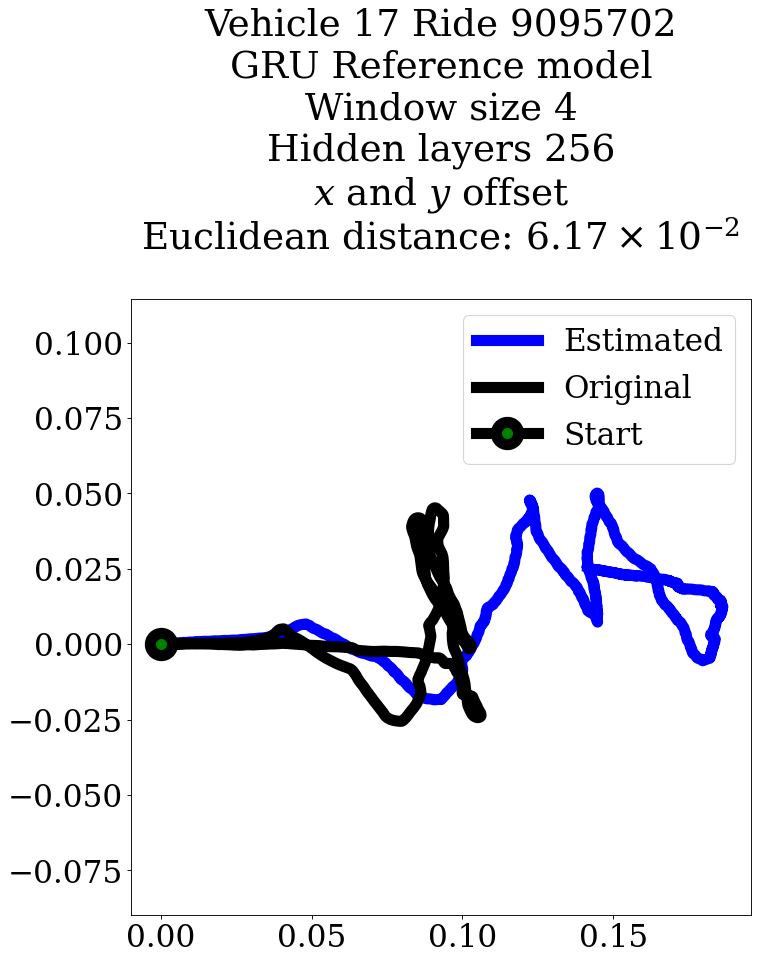 Vehicle 17 Ride 9095702
GRU Reference model
Window size 4
Hidden layers 256
x and y offset
Euclidean distance: 6.17 × 10⁻²
Estimated
Original
Start
0.100
0.075
0.050
0.025
0.000
−0.025
−0.050
−0.075
0.00 0.05 0.10 0.15